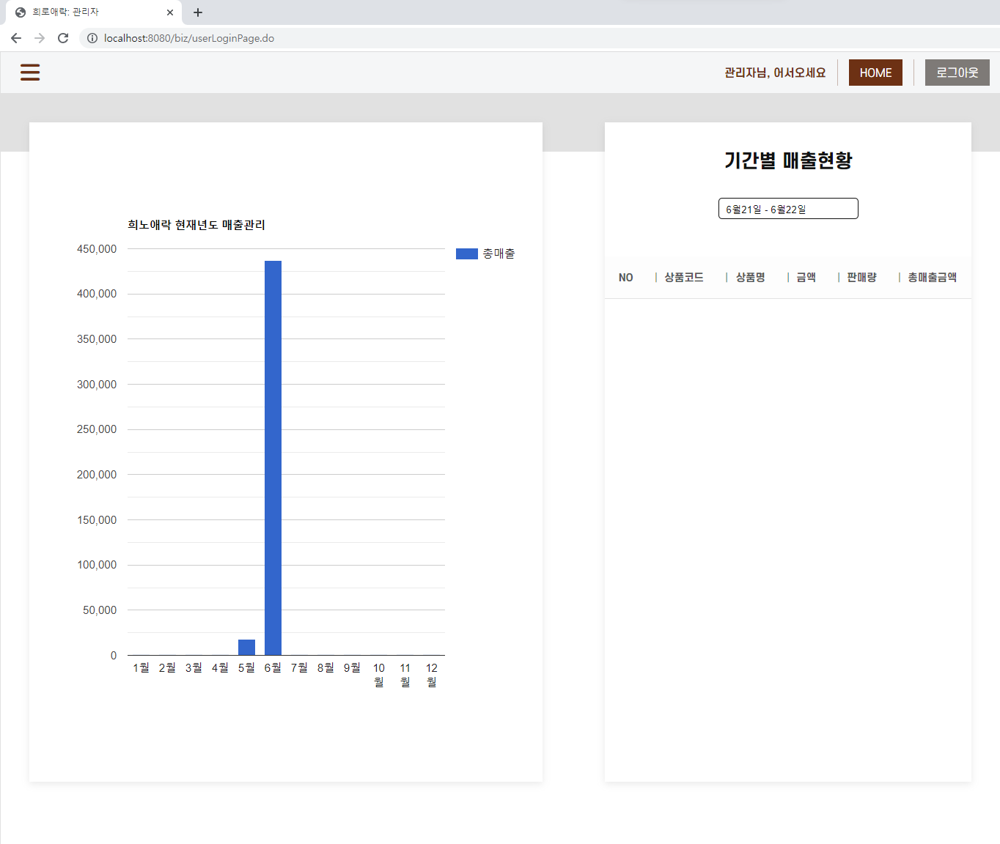 희로애락: 관리자
localhost:8080/biz/userLoginPage.do
관리자님, 어서오세요
HOME
로그아웃
희노애락 현재년도 매출관리
총매출
450,000
400,000
350,000
300,000
250,000
200,000
150,000
100,000
50,000
0
1월 2월 3월 4월 5월 6월 7월 8월 9월 10월 11월 12월
기간별 매출현황
6월21일 - 6월22일
NO | 상품코드 | 상품명 | 금액 | 판매량 | 총매출금액